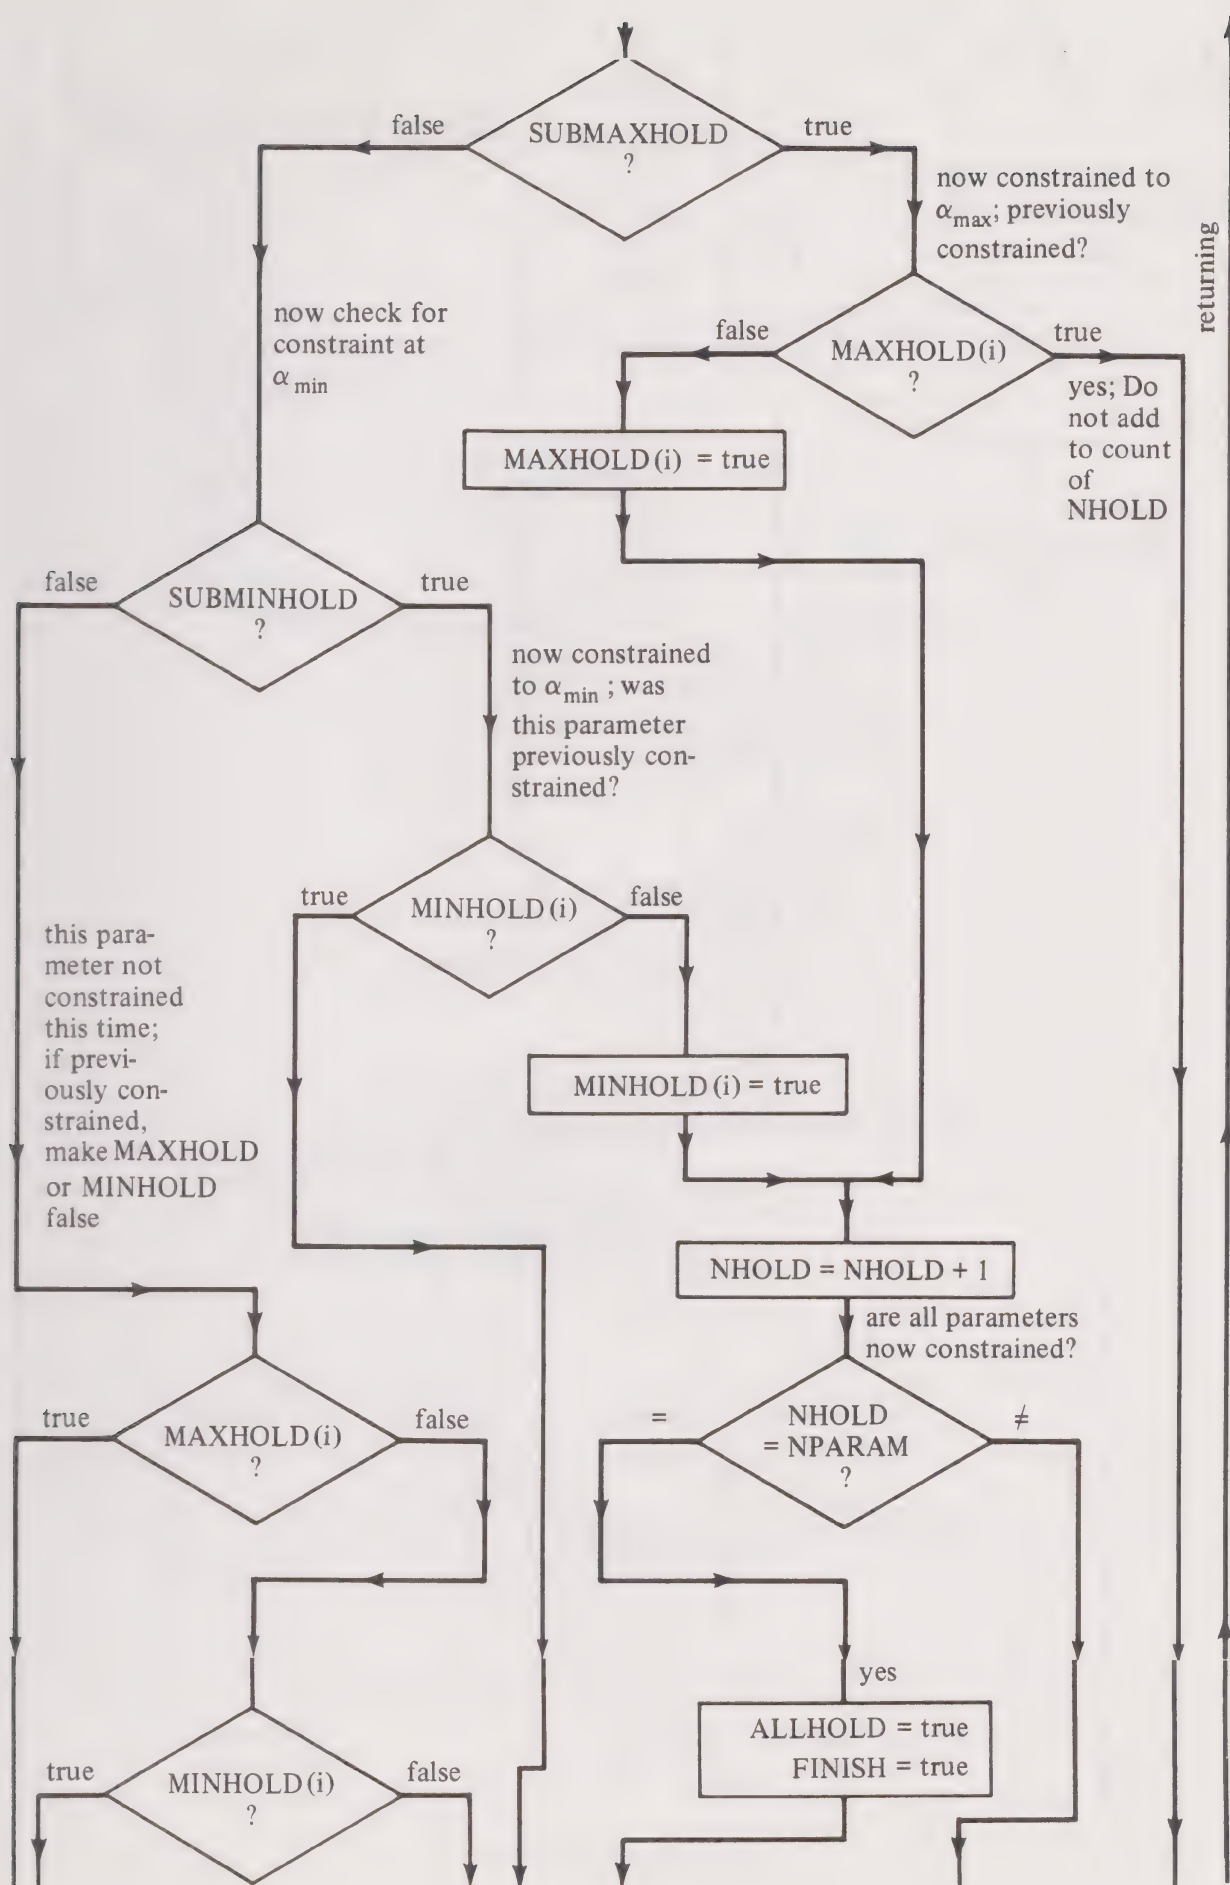 false
SUBMAXHOLD
?
true
now constrained to
α max; previously
constrained?
returning
now check for
constraint at
α min
false
MAXHOLD(i)
?
true
yes; Do
not add
to count
of
NHOLD
MAXHOLD(i) = true
false
SUBMINHOLD
?
true
now constrained
to α min ; was
this parameter
previously con-
strained?
true
MINHOLD(i)
?
false
this para-
meter not
constrained
this time;
if previ-
ously con-
strained,
make MAXHOLD
or MINHOLD
false
MINHOLD(i) = true
NHOLD = NHOLD + 1
are all parameters
now constrained?
true
MAXHOLD(i)
?
false
=
NHOLD
= NPARAM
?
≠
yes
ALLHOLD = true
FINISH = true
true
MINHOLD(i)
?
false